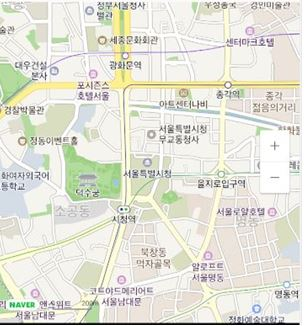 정부서울청사
별관
우정총국
경인미술관
술관
세종문화회관
센터마크호텔
광화문역
대우건설
본사
포시즌스
호텔서울
종각역
경찰박물관
아트센터나비
종각
젊음의거리
정동이벤트홀
서울특별시청
무교동청사
화여자외국어
등학교
서울특별시청
을지로입구역
덕수궁
소공동
시청역
서울로얄호텔
명동
북창동
먹자골목
알로프트
서울명동
코트야드메리어트
서울남대문
명동역
NAVER
200m
앤스위트
서울남대문
정화예술대학교